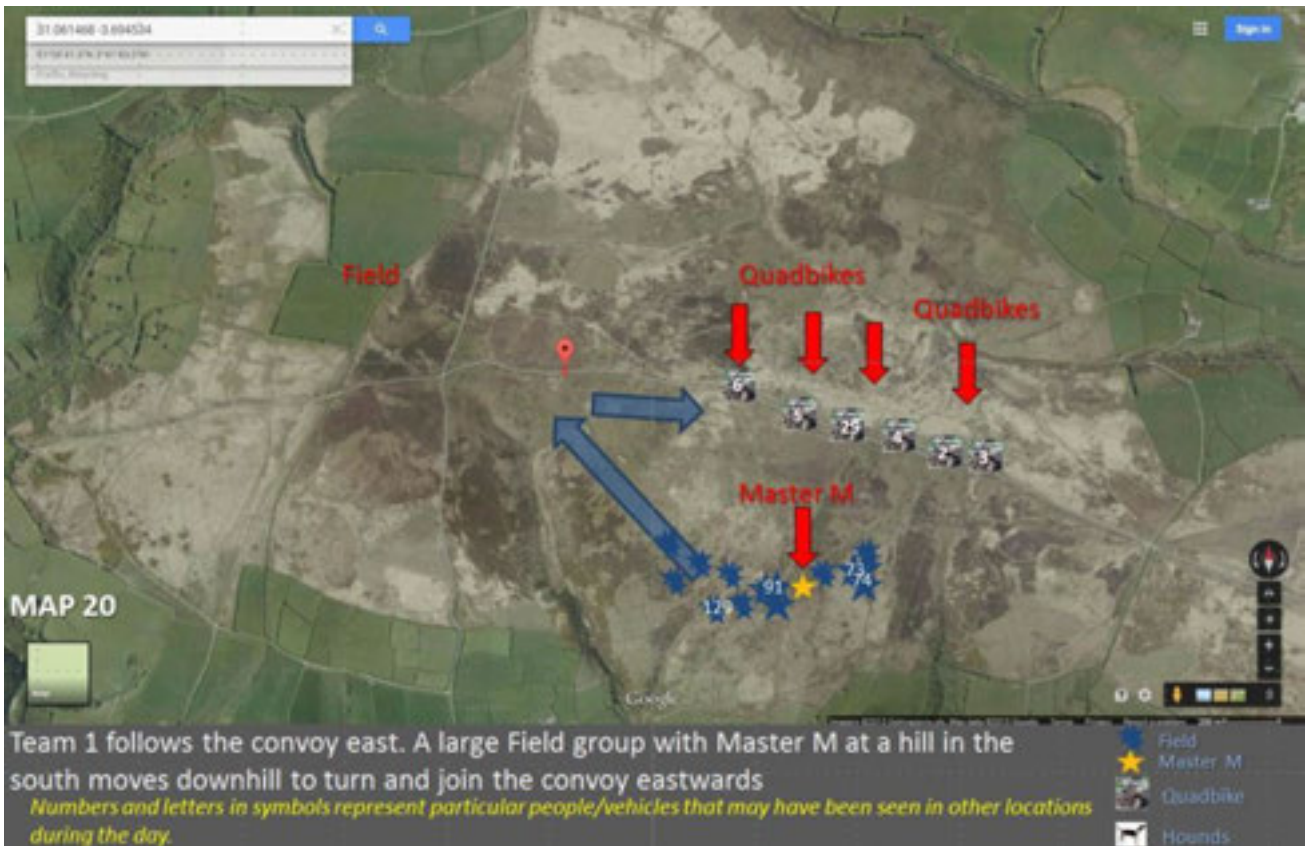 Sign in
Field
Quadbikes
Quadbikes
6
25
4
2
3
Master M
91
73
74
129
MAP 20
Google
Team 1 follows the convoy east. A large Field group with Master M at a hill in the
south moves downhill to turn and join the convoy eastwards
Numbers and letters in symbols represent particular people/vehicles that may have been seen in other locations
during the day.
Field
Master M
Quadbike
Hounds